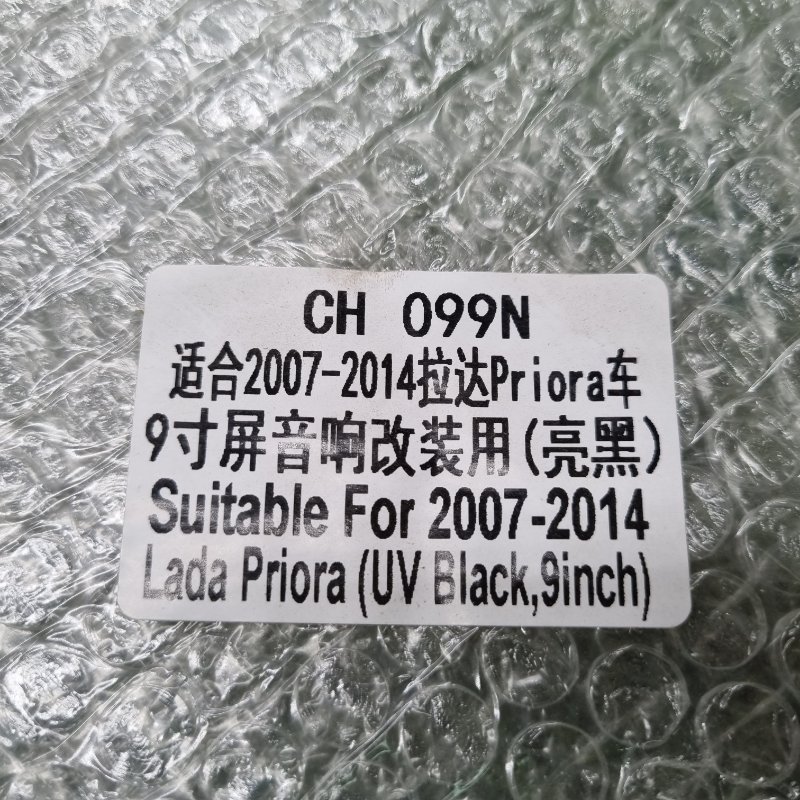 CH 099N
适合2007-2014拉达Priora车
9寸屏音响改装用(亮黑)
Suitable For 2007-2014
Lada Priora (UV Black,9inch)